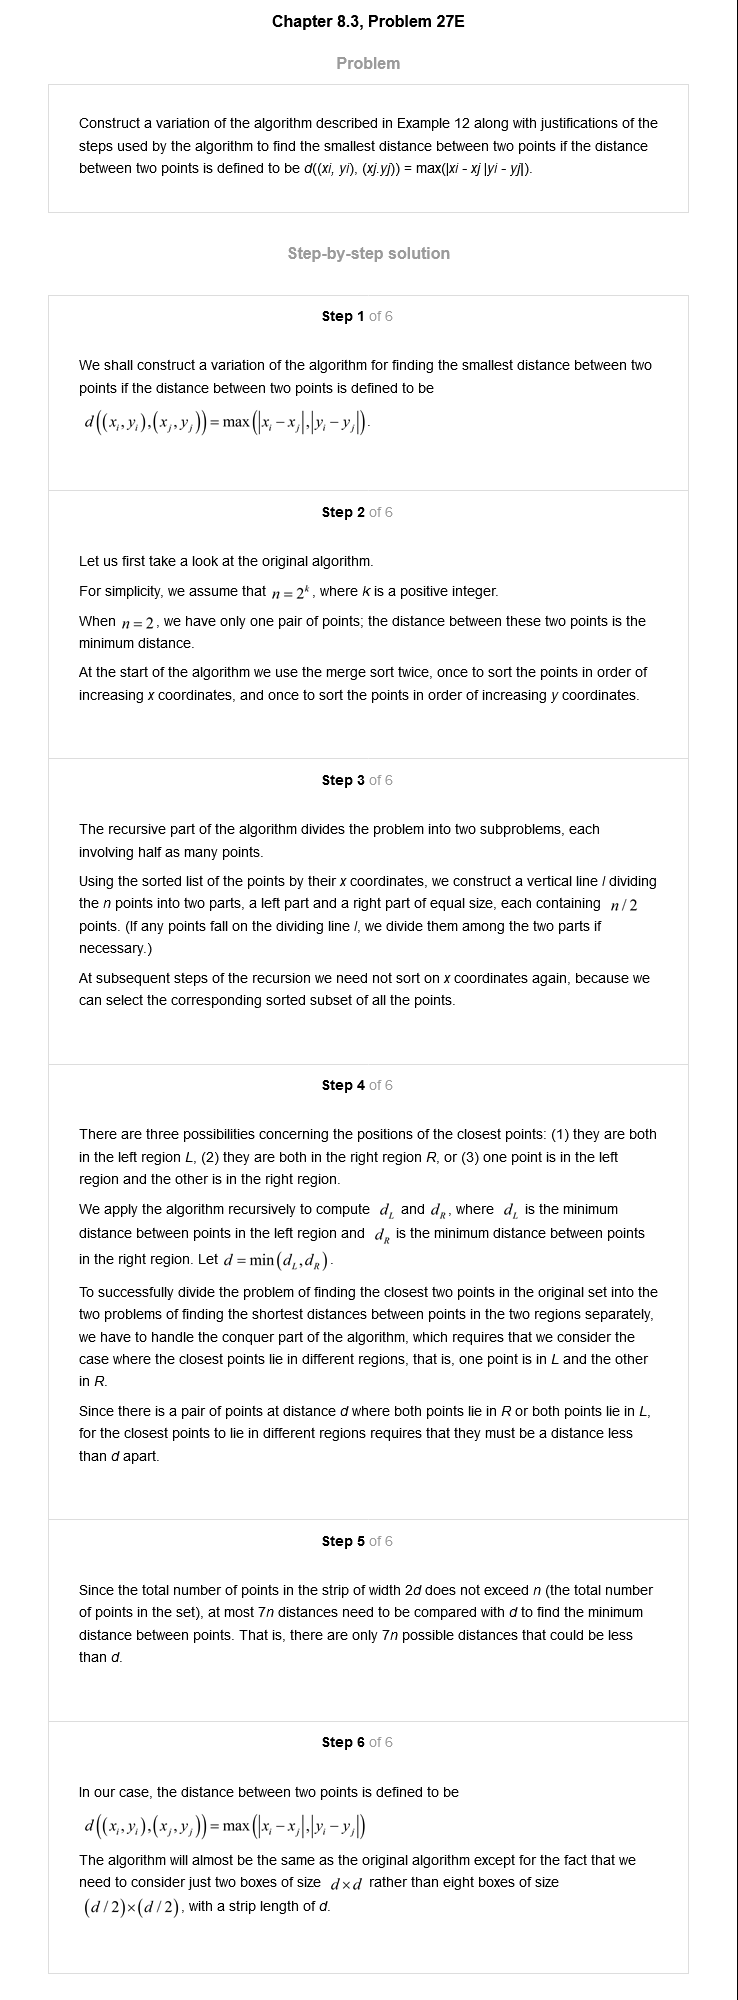 Chapter 8.3, Problem 27E
Problem
Construct a variation of the algorithm described in Example 12 along with justifications of the
steps used by the algorithm to find the smallest distance between two points if the distance
between two points is defined to be d((xi, yi), (xj.yj)) = max(|xi - xj |yi - yj|).
Step-by-step solution
Step 1 of 6
We shall construct a variation of the algorithm for finding the smallest distance between two
points if the distance between two points is defined to be
d((x_i, y_i),(x_j, y_j)) = max(|x_i − x_j|,|y_i − y_j|).
Step 2 of 6
Let us first take a look at the original algorithm.
For simplicity, we assume that n = 2^k, where k is a positive integer.
When n = 2, we have only one pair of points; the distance between these two points is the
minimum distance.
At the start of the algorithm we use the merge sort twice, once to sort the points in order of
increasing x coordinates, and once to sort the points in order of increasing y coordinates.
Step 3 of 6
The recursive part of the algorithm divides the problem into two subproblems, each
involving half as many points.
Using the sorted list of the points by their x coordinates, we construct a vertical line l dividing
the n points into two parts, a left part and a right part of equal size, each containing n / 2
points. (If any points fall on the dividing line l, we divide them among the two parts if
necessary.)
At subsequent steps of the recursion we need not sort on x coordinates again, because we
can select the corresponding sorted subset of all the points.
Step 4 of 6
There are three possibilities concerning the positions of the closest points: (1) they are both
in the left region L, (2) they are both in the right region R, or (3) one point is in the left
region and the other is in the right region.
We apply the algorithm recursively to compute d_L and d_R, where d_L is the minimum
distance between points in the left region and d_R is the minimum distance between points
in the right region. Let d = min(d_L, d_R).
To successfully divide the problem of finding the closest two points in the original set into the
two problems of finding the shortest distances between points in the two regions separately,
we have to handle the conquer part of the algorithm, which requires that we consider the
case where the closest points lie in different regions, that is, one point is in L and the other
in R.
Since there is a pair of points at distance d where both points lie in R or both points lie in L,
for the closest points to lie in different regions requires that they must be a distance less
than d apart.
Step 5 of 6
Since the total number of points in the strip of width 2d does not exceed n (the total number
of points in the set), at most 7n distances need to be compared with d to find the minimum
distance between points. That is, there are only 7n possible distances that could be less
than d.
Step 6 of 6
In our case, the distance between two points is defined to be
d((x_i, y_i),(x_j, y_j)) = max(|x_i − x_j|,|y_i − y_j|)
The algorithm will almost be the same as the original algorithm except for the fact that we
need to consider just two boxes of size d×d rather than eight boxes of size
(d / 2)×(d / 2), with a strip length of d.